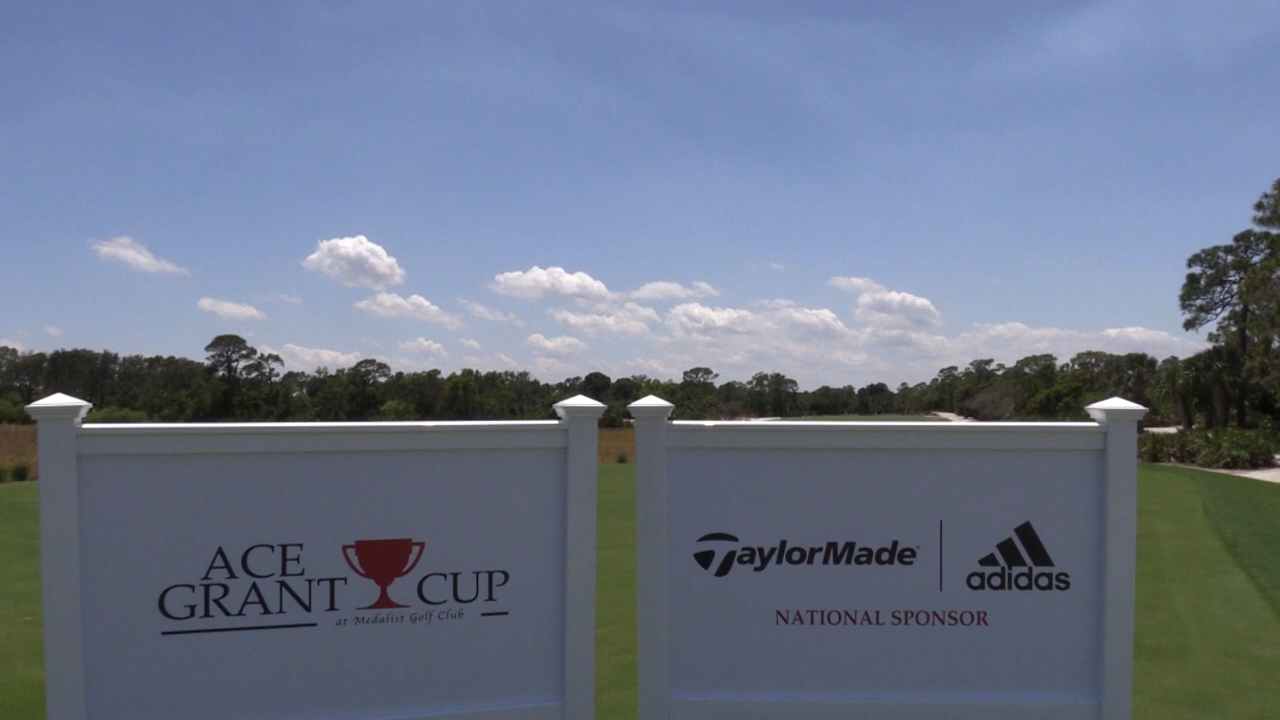 ACE
GRANT CUP
at Medalist Golf Club
TaylorMade
adidas
NATIONAL SPONSOR